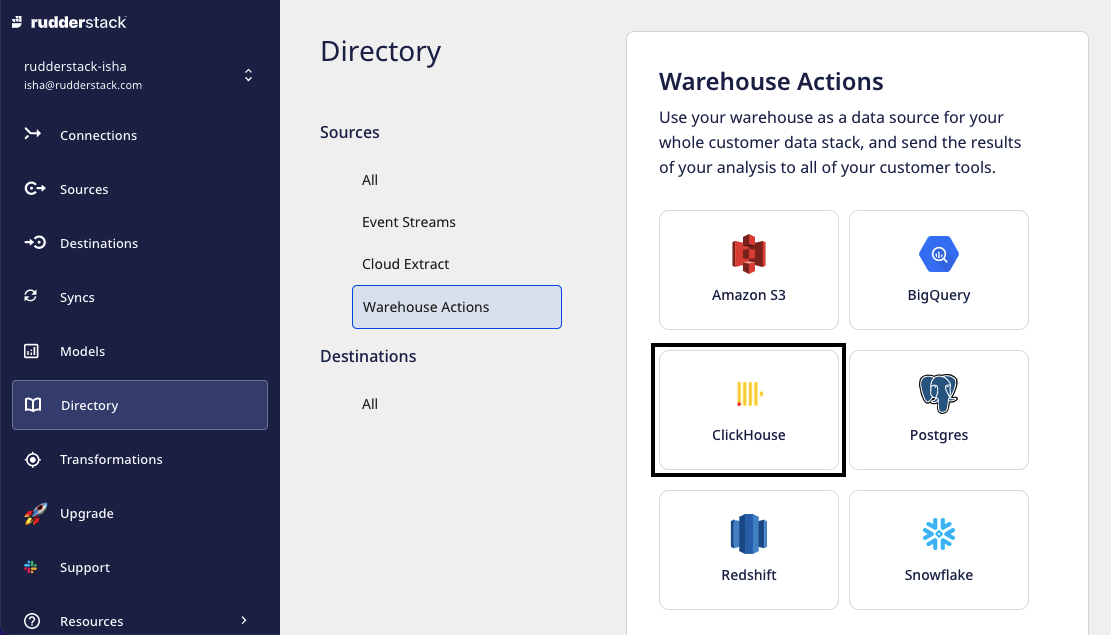 rudderstack
rudderstack-isha
isha@rudderstack.com
Connections
Sources
Destinations
Syncs
Models
Directory
Transformations
Upgrade
Support
Resources
Directory
Sources
All
Event Streams
Cloud Extract
Warehouse Actions
Destinations
All
Warehouse Actions
Use your warehouse as a data source for your
whole customer data stack, and send the results
of your analysis to all of your customer tools.
Amazon S3
BigQuery
ClickHouse
Postgres
Redshift
Snowflake